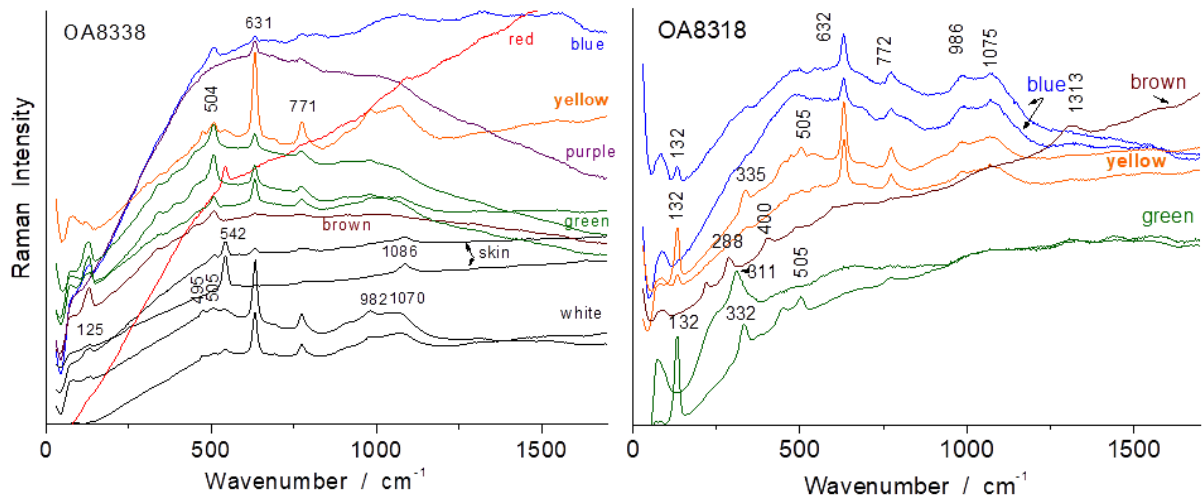 OA8338
631
red
blue
504
771
yellow
purple
green
brown
542
1086
skin
495
505
982
1070
white
125
Raman Intensity
0
500
1000
1500
Wavenumber / cm⁻¹
OA8318
632
772
986
1075
1313
brown
blue
132
505
335
yellow
132
400
288
green
311
505
132
332
0
500
1000
1500
Wavenumber / cm⁻¹